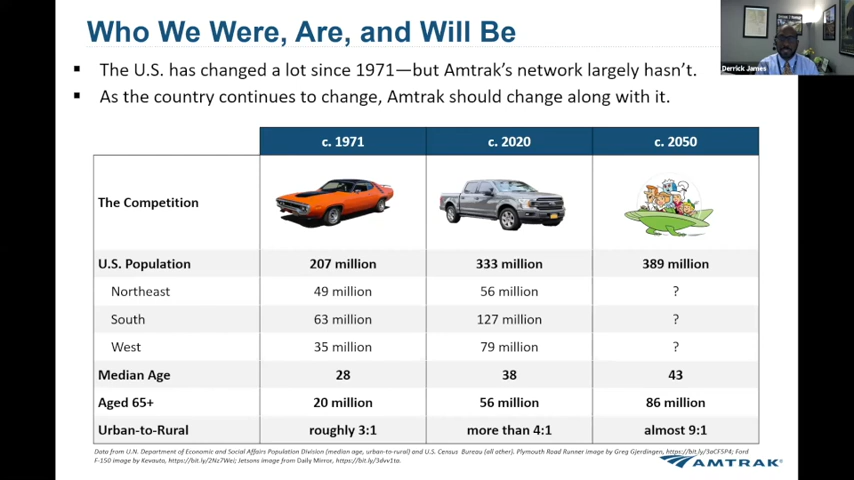 Who We Were, Are, and Will Be
▪ The U.S. has changed a lot since 1971—but Amtrak's network largely hasn't.
▪ As the country continues to change, Amtrak should change along with it.
Derrick James
c. 1971 c. 2020 c. 2050
The Competition
U.S. Population 207 million 333 million 389 million
Northeast 49 million 56 million ?
South 63 million 127 million ?
West 35 million 79 million ?
Median Age 28 38 43
Aged 65+ 20 million 56 million 86 million
Urban-to-Rural roughly 3:1 more than 4:1 almost 9:1
Data from U.N. Department of Economic and Social Affairs Population Division (median age, urban-to-rural) and U.S. Census Bureau (all other). Plymouth Road Runner image by Greg Gjerdingen, https://bit.ly/3aCF5P4; Ford
F-150 image by Kevauto, https://bit.ly/2Nz7Wel; Jetsons image from Daily Mirror, https://bit.ly/3dvv1ta.
AMTRAK